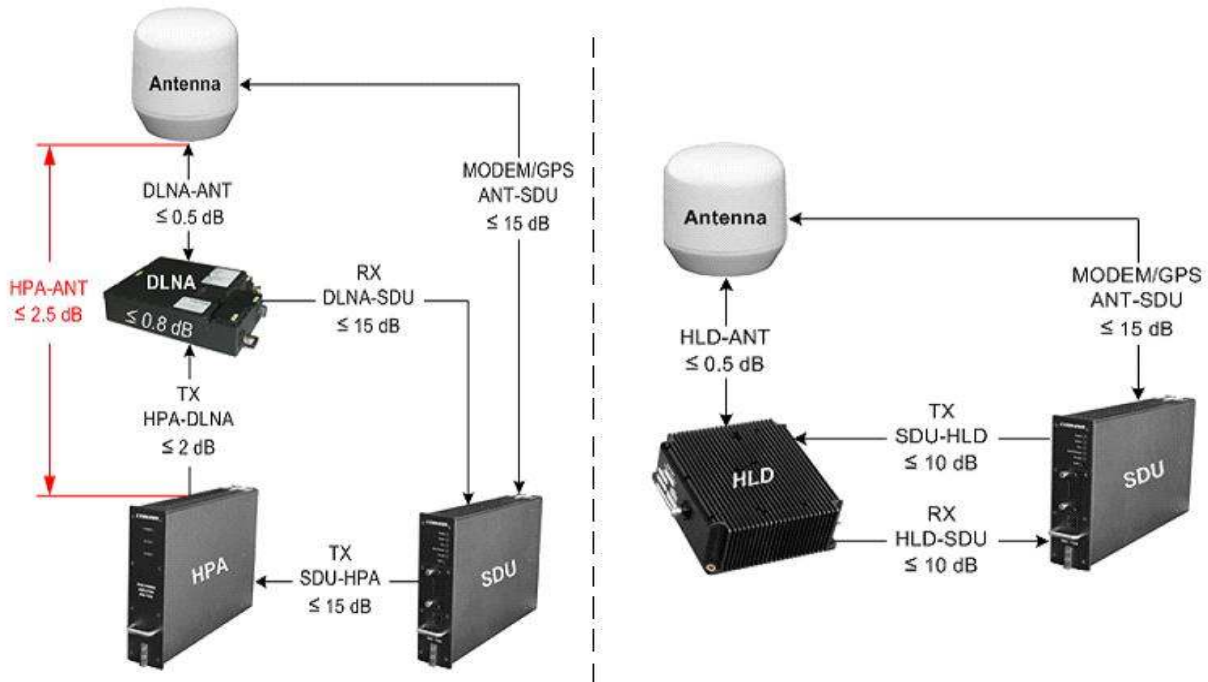 Antenna
DLNA-ANT
≤ 0.5 dB
MODEM/GPS
ANT-SDU
≤ 15 dB
HPA-ANT
≤ 2.5 dB
DLNA
≤ 0.8 dB
RX
DLNA-SDU
≤ 15 dB
TX
HPA-DLNA
≤ 2 dB
HPA
TX
SDU-HPA
≤ 15 dB
SDU
Antenna
MODEM/GPS
ANT-SDU
≤ 15 dB
HLD-ANT
≤ 0.5 dB
HLD
TX
SDU-HLD
≤ 10 dB
RX
HLD-SDU
≤ 10 dB
SDU